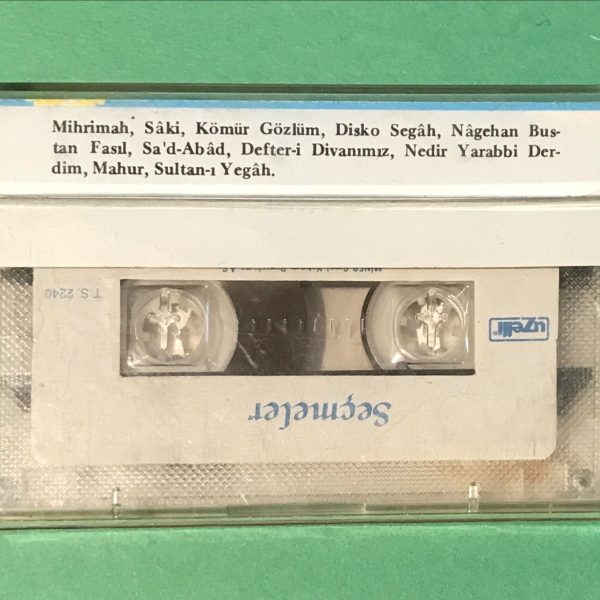 Mihrimah, Sâki, Kömür Gözlüm, Disko Segâh, Nâgehan Bus-
tan Fasıl, Sa'd-Abâd, Defter-i Divanımız, Nedir Yarabbi Der-
dim, Mahur, Sultan-ı Yegâh.
T.S. 2240
uzelli
Seçmeler